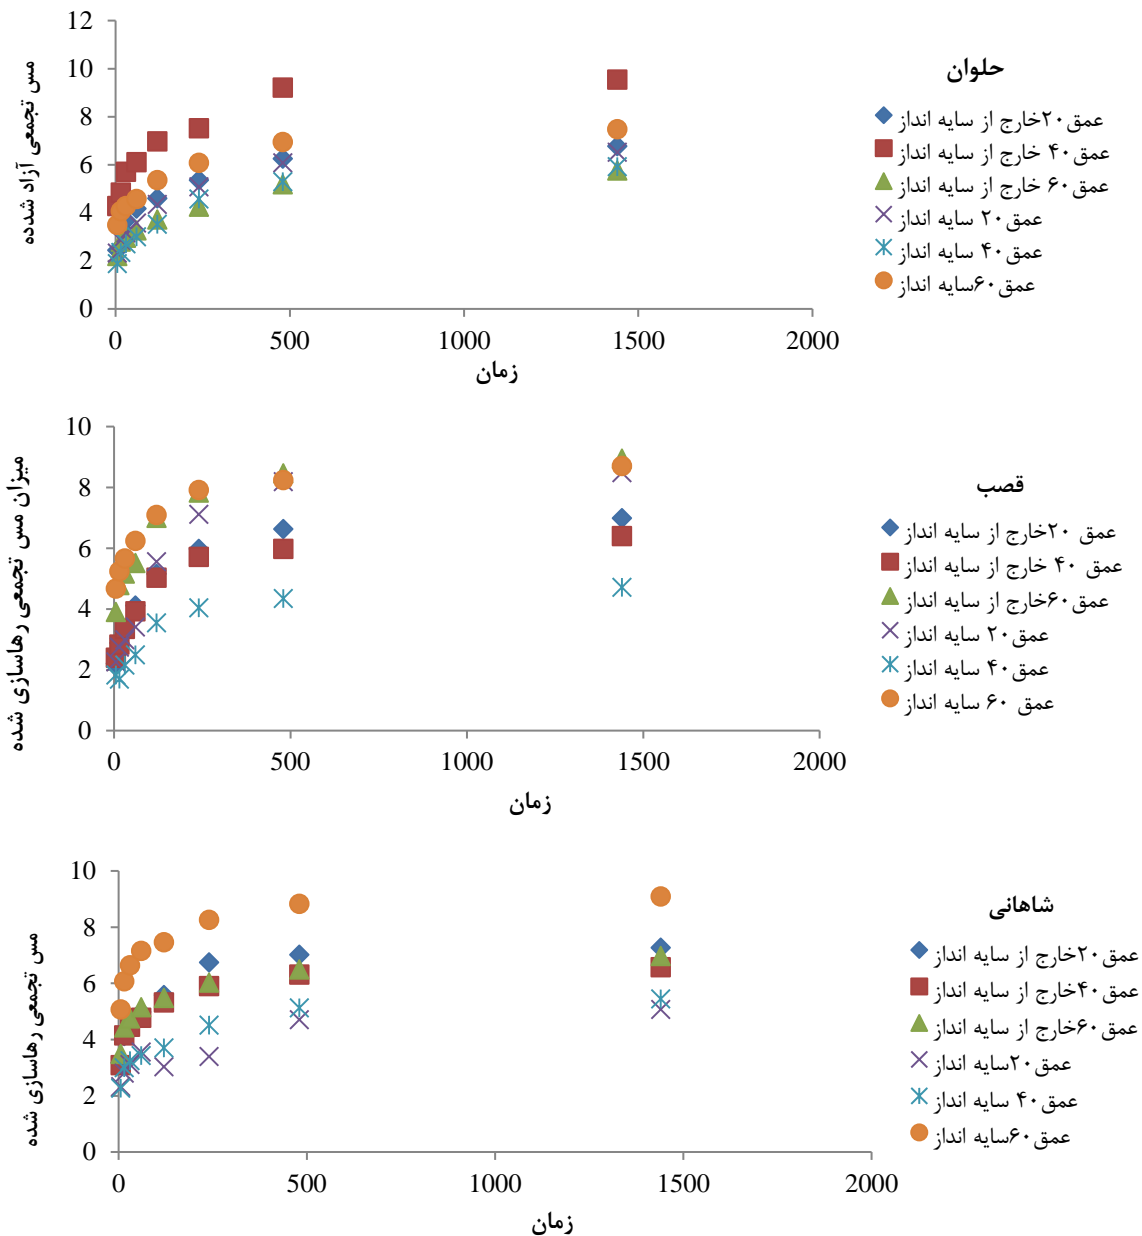 12
10
8
6
4
2
0
0
500
1000
1500
2000
مس تجمعی آزاد شدده
زمان
حلوان
عمق۲۰خارج از سایه انداز
عمق۴۰ خارج از سایه انداز
عمق۶۰ خارج از سایه انداز
عمق۲۰ سایه انداز
عمق۴۰ سایه انداز
عمق۶۰سایه انداز
10
8
6
4
2
0
0
500
1000
1500
2000
میزان مس تجمعی رهاسازی شده
زمان
قصب
عمق ۲۰خارج از سایه انداز
عمق ۴۰ خارج از سایه انداز
عمق۶۰خارج از سایه انداز
عمق۲۰ سایه انداز
عمق۴۰ سایه انداز
عمق ۶۰ سایه انداز
10
8
6
4
2
0
0
500
1000
1500
2000
مس تجمعی رهاسازی شده
زمان
شاهانی
عمق۲۰خارج از سایه انداز
عمق۴۰خارج از سایه انداز
عمق۶۰خارج از سایه انداز
عمق۲۰سایه انداز
عمق۴۰ سایه انداز
عمق۶۰سایه انداز